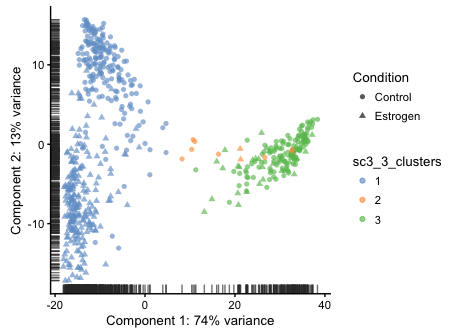 Condition
Control
Estrogen
sc3_3_clusters
1
2
3
10
0
-10
-20
0
20
40
Component 2: 13% variance
Component 1: 74% variance